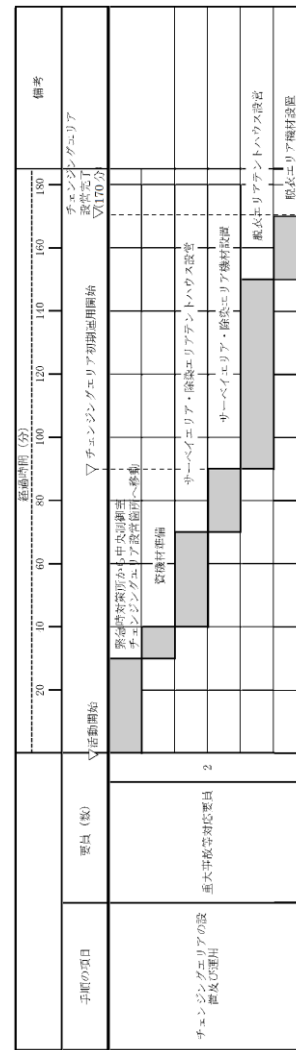 経過時間（分）
備考
20
40
60
80
100
120
140
160
180
手順の項目
要員（数）
▽活動開始
▽チェンジングエリア初期運用開始
チェンジングエリア
設営完了
▽(170分)
チェンジングエリアの設
置及び運用
重大事故等対応要員
2
緊急時対策所から中央制御室
チェンジングエリア設営箇所へ移動
資機材準備
サーベイエリア・除染エリアテントハウス設営
サーベイエリア・除染エリア機材設置
脱衣エリアテントハウス設営
脱衣エリア機材設置